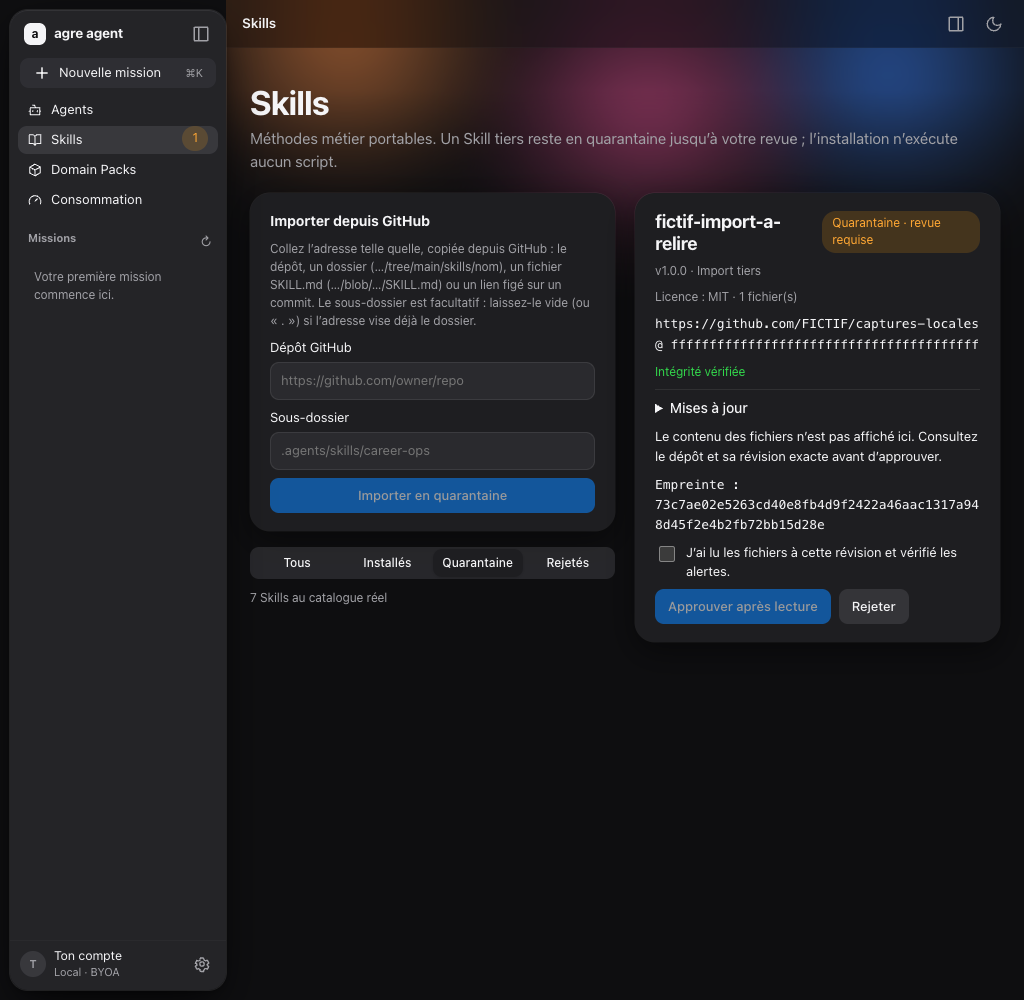 a
agre agent
Nouvelle mission
⌘K
Agents
Skills
1
Domain Packs
Consommation
Missions
Votre première mission
commence ici.
T
Ton compte
Local · BYOA
Skills
Skills
Méthodes métier portables. Un Skill tiers reste en quarantaine jusqu’à votre revue ; l’installation n’exécute
aucun script.
Importer depuis GitHub
Collez l’adresse telle quelle, copiée depuis GitHub : le
dépôt, un dossier (…/tree/main/skills/nom), un fichier
SKILL.md (…/blob/…/SKILL.md) ou un lien figé sur un
commit. Le sous-dossier est facultatif : laissez-le vide (ou
« . ») si l’adresse vise déjà le dossier.
Dépôt GitHub
https://github.com/owner/repo
Sous-dossier
.agents/skills/career-ops
Importer en quarantaine
Tous
Installés
Quarantaine
Rejetés
7 Skills au catalogue réel
fictif-import-a-
relire
Quarantaine · revue
requise
v1.0.0 · Import tiers
Licence : MIT · 1 fichier(s)
https://github.com/FICTIF/captures-locales
@ ffffffffffffffffffffffffffffffffffffffff
Intégrité vérifiée
Mises à jour
Le contenu des fichiers n’est pas affiché ici. Consultez
le dépôt et sa révision exacte avant d’approuver.
Empreinte :
73c7ae02e5263cd40e8fb4d9f2422a46aac1317a94
8d45f2e4b2fb72bb15d28e
J’ai lu les fichiers à cette révision et vérifié les
alertes.
Approuver après lecture
Rejeter